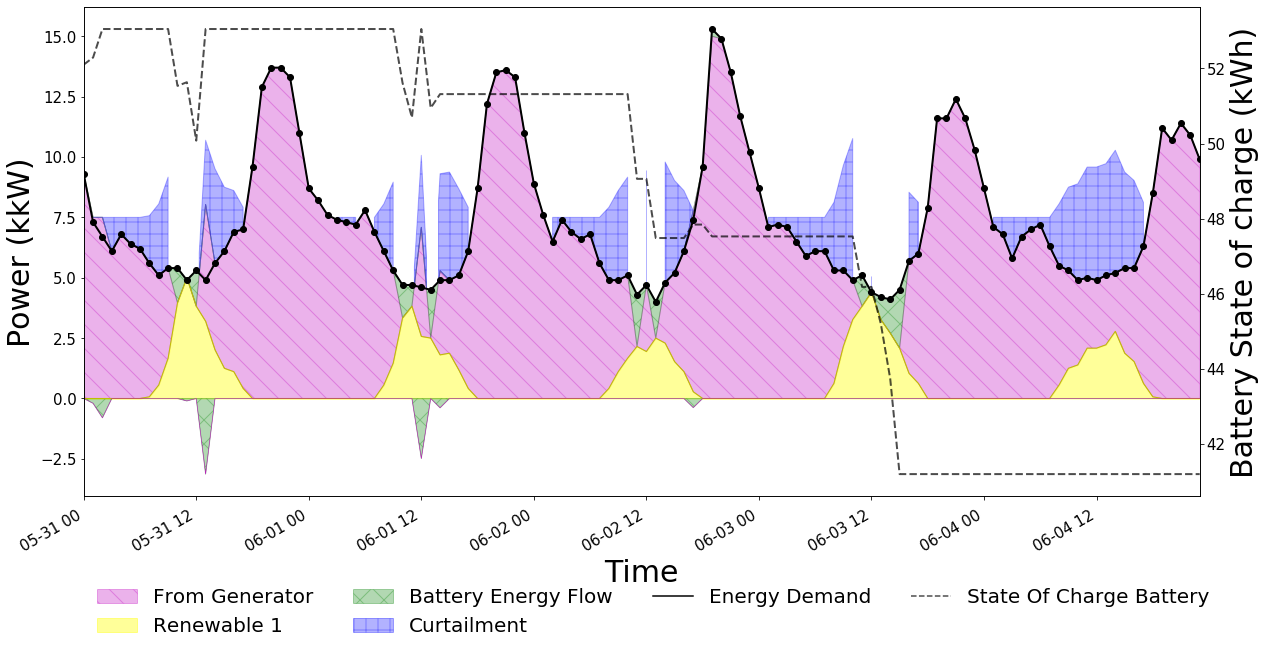 Power (kkW)
15.0
12.5
10.0
7.5
5.0
2.5
0.0
−2.5
52
50
48
46
44
42
Battery State of charge (kWh)
05-31 00
05-31 12
06-01 00
06-01 12
06-02 00
06-02 12
06-03 00
06-03 12
06-04 00
06-04 12
Time
From Generator
Battery Energy Flow
Energy Demand
State Of Charge Battery
Renewable 1
Curtailment